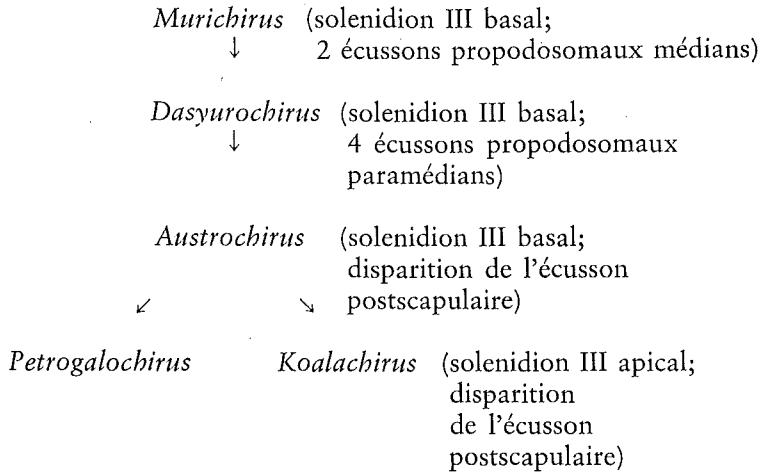 Murichirus (solenidion III basal;
↓ 2 écussons propodosomaux médians)
Dasyurochirus (solenidion III basal;
↓ 4 écussons propodosomaux
paramédians)
Austrochirus (solenidion III basal;
disparition de l'écusson
↙ ↘ postscapulaire)
Petrogalochirus Koalachirus (solenidion III apical;
disparition
de l'écusson
postscapulaire)